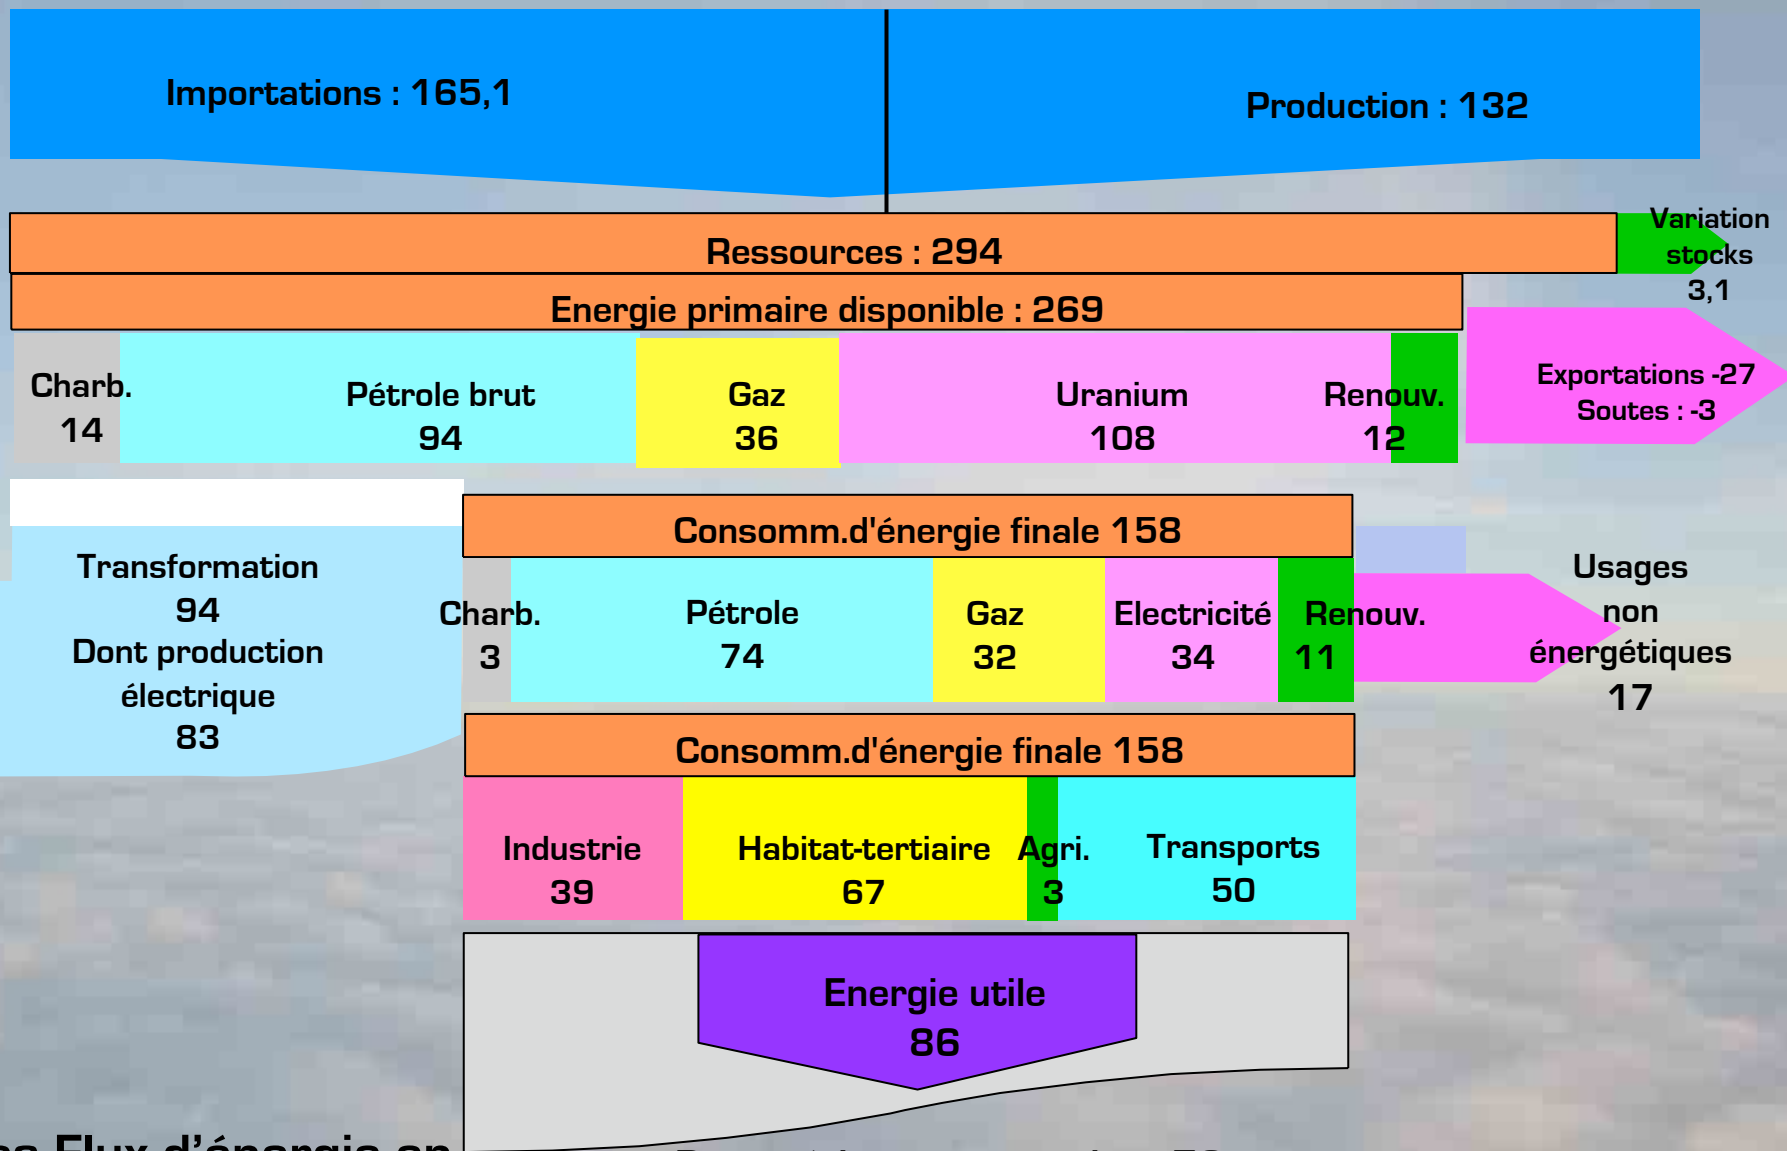 Importations : 165,1
Production : 132
Ressources : 294
Variation
stocks
3,1
Energie primaire disponible : 269
Charb.
14
Pétrole brut
94
Gaz
36
Uranium
108
Renouv.
12
Exportations -27
Soutes : -3
Transformation
94
Dont production
électrique
83
Consomm.d'énergie finale 158
Charb.
3
Pétrole
74
Gaz
32
Electricité
34
Renouv.
11
Usages
non
énergétiques
17
Consomm.d'énergie finale 158
Industrie
39
Habitat-tertiaire
67
Agri.
3
Transports
50
Energie utile
86
Flux d'énergie en